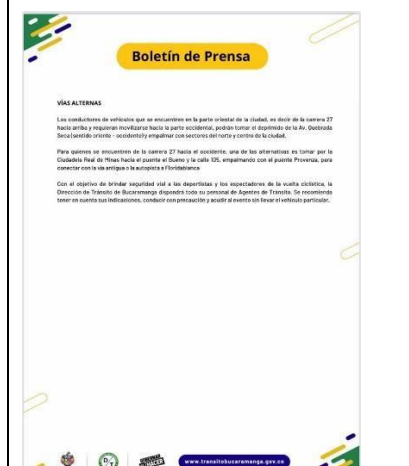 Boletín de Prensa
VÍAS ALTERNAS
Los conductores de vehículos que se encuentren en la parte oriental de la ciudad, es decir de la carrera 27
hacia arriba y requieran movilizarse hacia la parte occidental, podrán tomar el deprimido de la Av. Quebrada
Seca (sentido oriente – occidente) y empalmar con sectores del norte y centro de la ciudad.
Para quienes se encuentren de la carrera 27 hacia el occidente, una de las alternativas es tomar por la
Ciudadela Real de Minas hacia el puente el Bueno y la calle 105, empalmando con el puente Provenza, para
conectar con la vía antigua o la autopista a Floridablanca
Con el objetivo de brindar seguridad vial a los deportistas y los espectadores de la vuelta ciclística, la
Dirección de Tránsito de Bucaramanga dispondrá todo su personal de Agentes de Tránsito. Se recomienda
tener en cuenta sus indicaciones, conducir con precaución y acudir al evento sin llevar el vehículo particular.
www.transitobucaramanga.gov.co